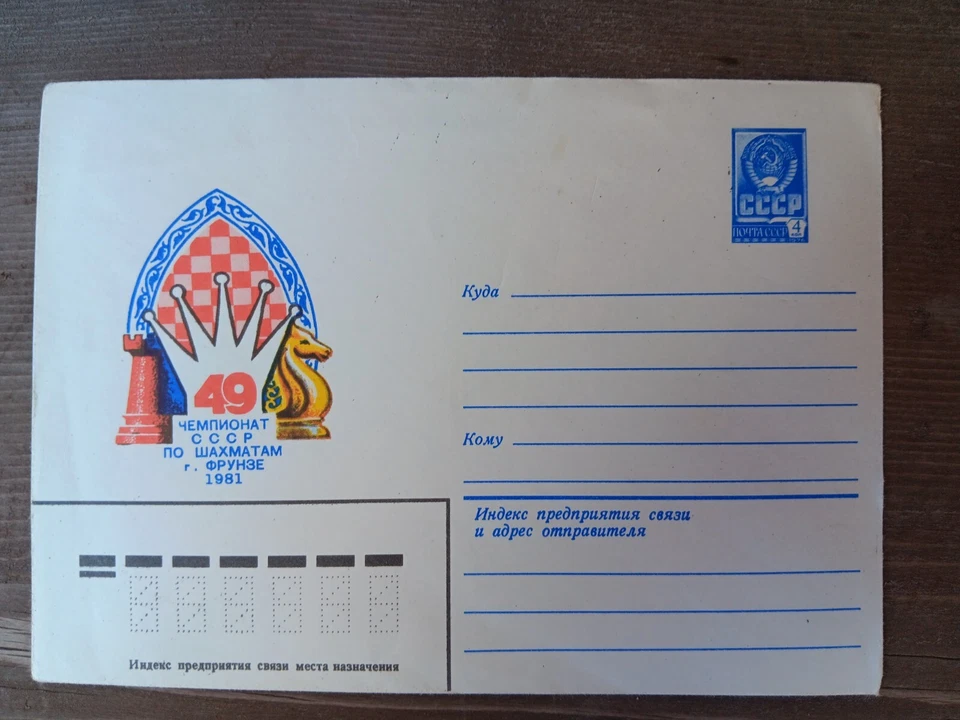 СССР
ПОЧТА СССР 4
Куда
49
ЧЕМПИОНАТ
СССР
ПО ШАХМАТАМ
г. ФРУНЗЕ
1981
Кому
Индекс предприятия связи
и адрес отправителя
Индекс предприятия связи места назначения